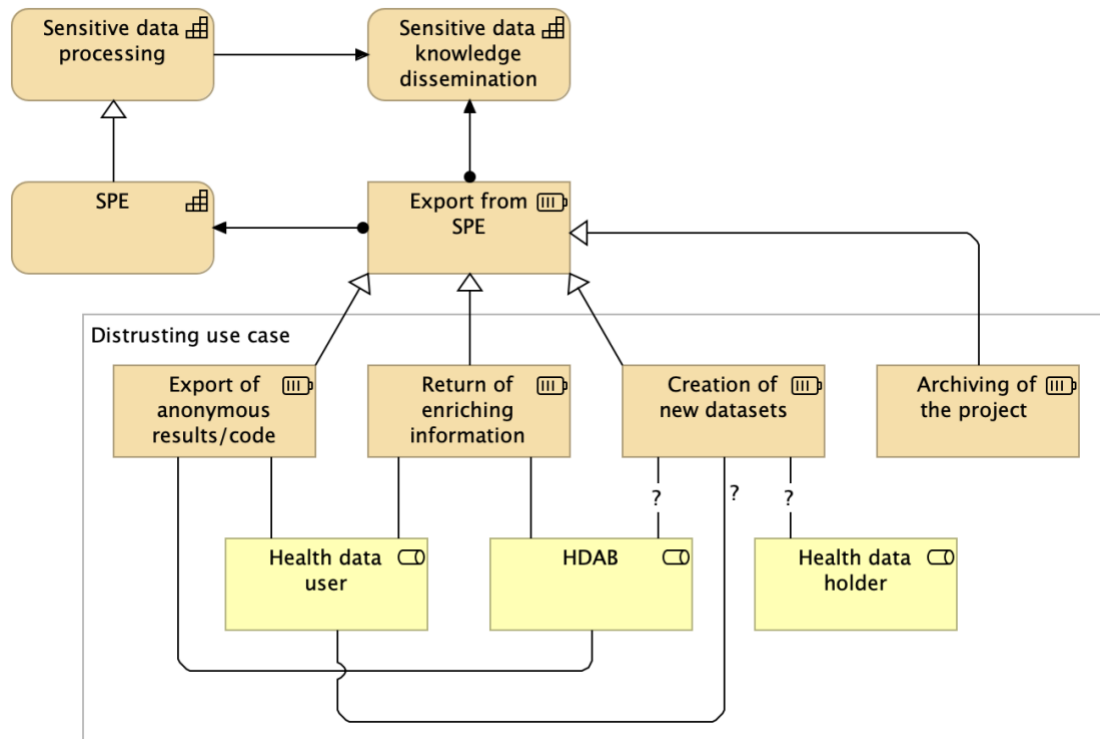 Sensitive data
processing
Sensitive data
knowledge
dissemination
SPE
Export from
SPE
Distrusting use case
Export of
anonymous
results/code
Return of
enriching
information
Creation of
new datasets
Archiving of
the project
?
?
?
Health data
user
HDAB
Health data
holder